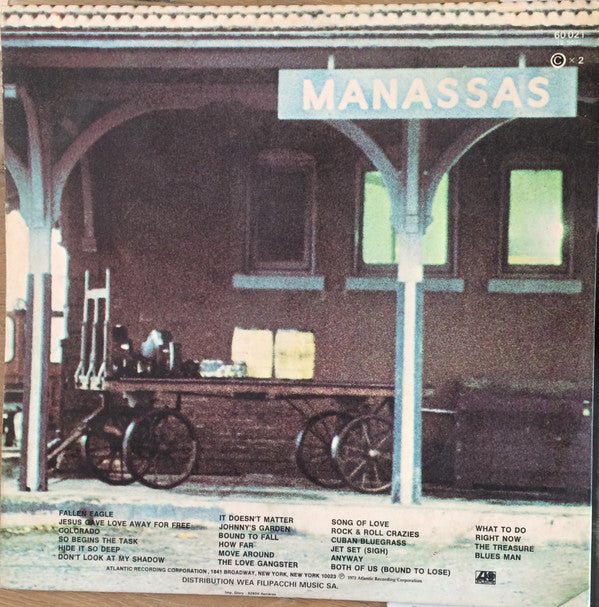 60 021
© × 2
MANASSAS
FALLEN EAGLE
JESUS GAVE LOVE AWAY FOR FREE
COLORADO
SO BEGINS THE TASK
HIDE IT SO DEEP
DON'T LOOK AT MY SHADOW
IT DOESN'T MATTER
JOHNNY'S GARDEN
BOUND TO FALL
HOW FAR
MOVE AROUND
THE LOVE GANGSTER
SONG OF LOVE
ROCK & ROLL CRAZIES
CUBAN BLUEGRASS
JET SET (SIGH)
ANYWAY
BOTH OF US (BOUND TO LOSE)
WHAT TO DO
RIGHT NOW
THE TREASURE
BLUES MAN
ATLANTIC RECORDING CORPORATION, 1841 BROADWAY, NEW YORK, NEW YORK 10023 ℗ 1972 Atlantic Recording Corporation.
DISTRIBUTION WEA FILIPACCHI MUSIC SA.